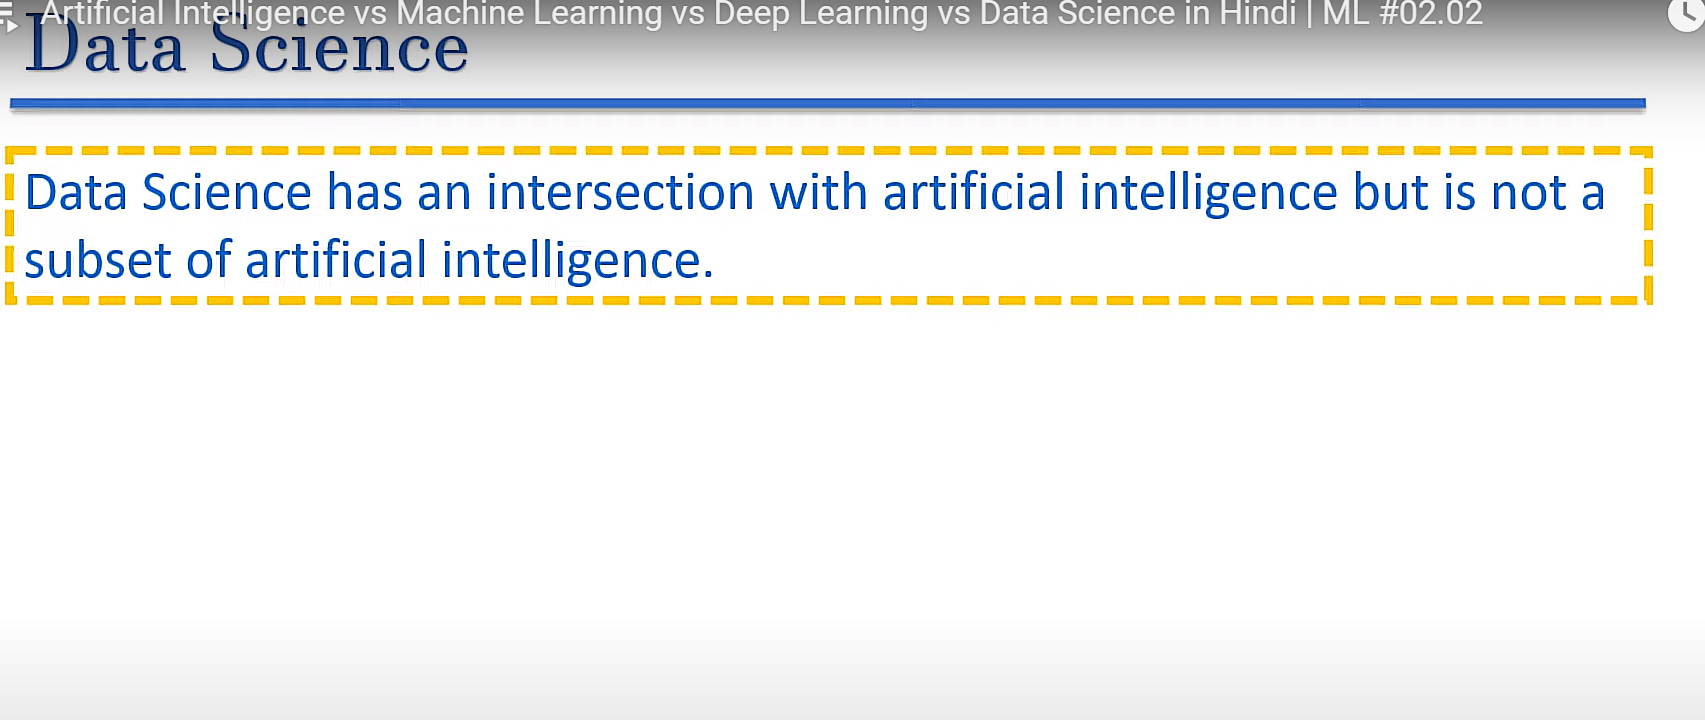 Artificial Intelligence vs Machine Learning vs Deep Learning vs Data Science in Hindi | ML #02.02
Data Science
Data Science has an intersection with artificial intelligence but is not a
subset of artificial intelligence.